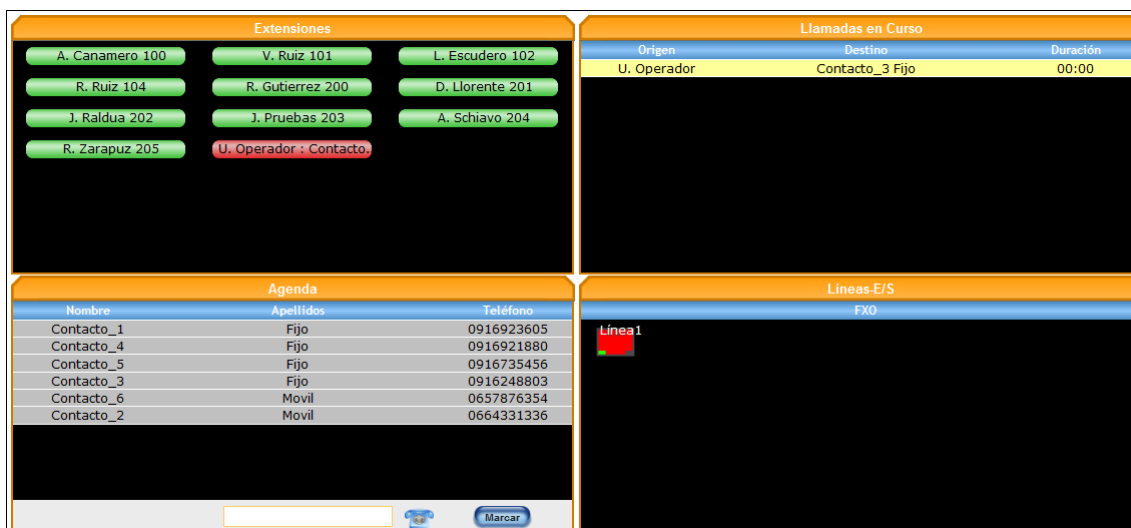 Extensiones
A. Canamero 100 V. Ruiz 101 L. Escudero 102
R. Ruiz 104 R. Gutierrez 200 D. Llorente 201
J. Raldua 202 J. Pruebas 203 A. Schiavo 204
R. Zarapuz 205 U. Operador : Contacto.
Llamadas en Curso
Origen Destino Duración
U. Operador Contacto_3 Fijo 00:00
Agenda
Nombre Apellidos Teléfono
Contacto_1 Fijo 0916923605
Contacto_4 Fijo 0916921880
Contacto_5 Fijo 0916735456
Contacto_3 Fijo 0916248803
Contacto_6 Movil 0657876354
Contacto_2 Movil 0664331336
Marcar
Líneas-E/S
FXO
Línea1